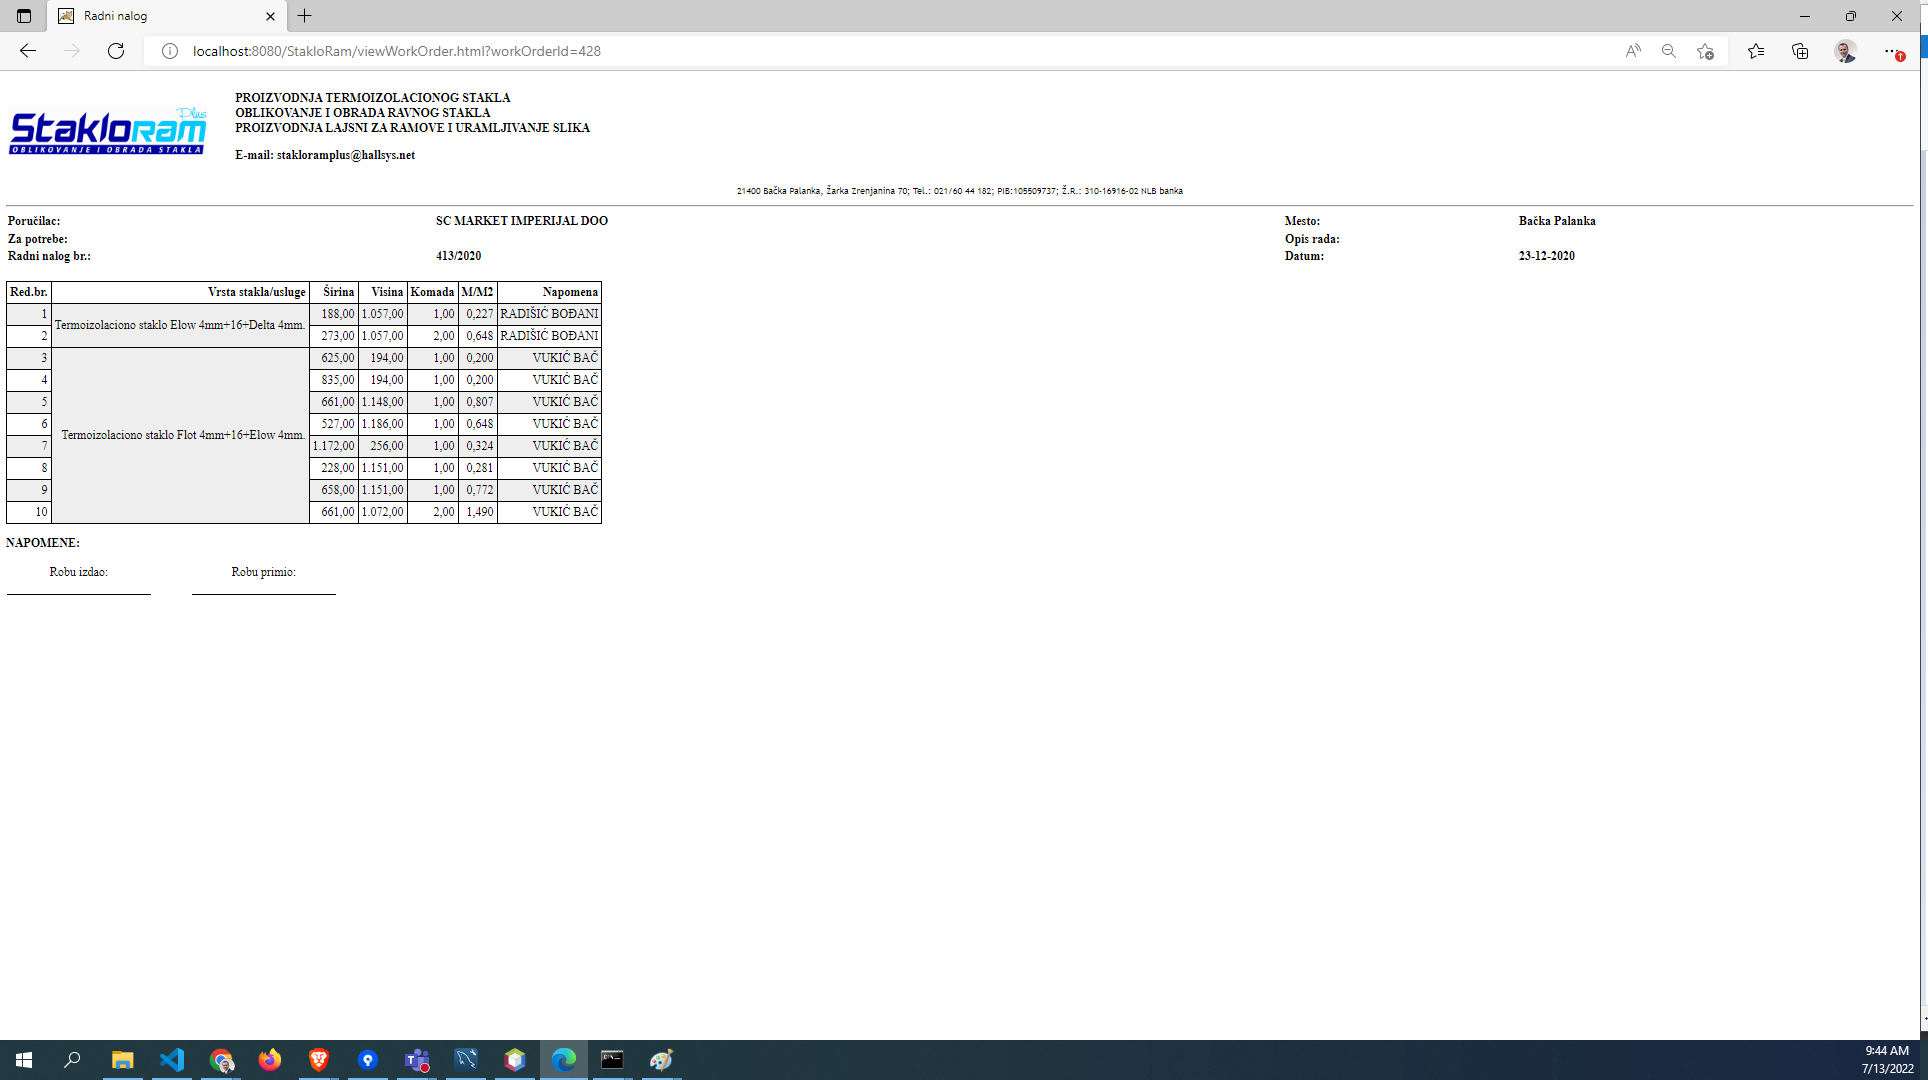 Radni nalog
localhost:8080/StakloRam/viewWorkOrder.html?workOrderId=428
Stakloram Plus
OBLIKOVANJE I OBRADA STAKLA
PROIZVODNJA TERMOIZOLACIONOG STAKLA
OBLIKOVANJE I OBRADA RAVNOG STAKLA
PROIZVODNJA LAJSNI ZA RAMOVE I URAMLJIVANJE SLIKA
E-mail: stakloramplus@hallsys.net
21400 Bačka Palanka, Žarka Zrenjanina 70; Tel.: 021/60 44 182; PIB:105509737; Ž.R.: 310-16916-02 NLB banka
Poručilac: SC MARKET IMPERIJAL DOO Mesto: Bačka Palanka
Za potrebe: Opis rada:
Radni nalog br.: 413/2020 Datum: 23-12-2020
Red.br. Vrsta stakla/usluge Širina Visina Komada M/M2 Napomena
1 Termoizolaciono staklo Elow 4mm+16+Delta 4mm. 188,00 1.057,00 1,00 0,227 RADIŠIĆ BOĐANI
2 273,00 1.057,00 2,00 0,648 RADIŠIĆ BOĐANI
3 Termoizolaciono staklo Flot 4mm+16+Elow 4mm. 625,00 194,00 1,00 0,200 VUKIĆ BAČ
4 835,00 194,00 1,00 0,200 VUKIĆ BAČ
5 661,00 1.148,00 1,00 0,807 VUKIĆ BAČ
6 527,00 1.186,00 1,00 0,648 VUKIĆ BAČ
7 1.172,00 256,00 1,00 0,324 VUKIĆ BAČ
8 228,00 1.151,00 1,00 0,281 VUKIĆ BAČ
9 658,00 1.151,00 1,00 0,772 VUKIĆ BAČ
10 661,00 1.072,00 2,00 1,490 VUKIĆ BAČ
NAPOMENE:
Robu izdao: Robu primio:
9:44 AM
7/13/2022